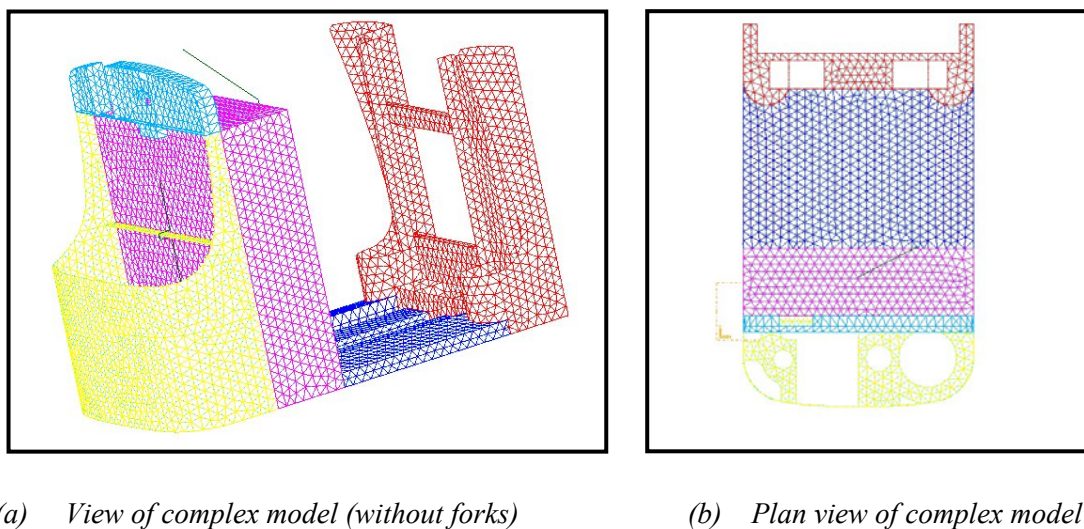 (a) View of complex model (without forks)
(b) Plan view of complex model